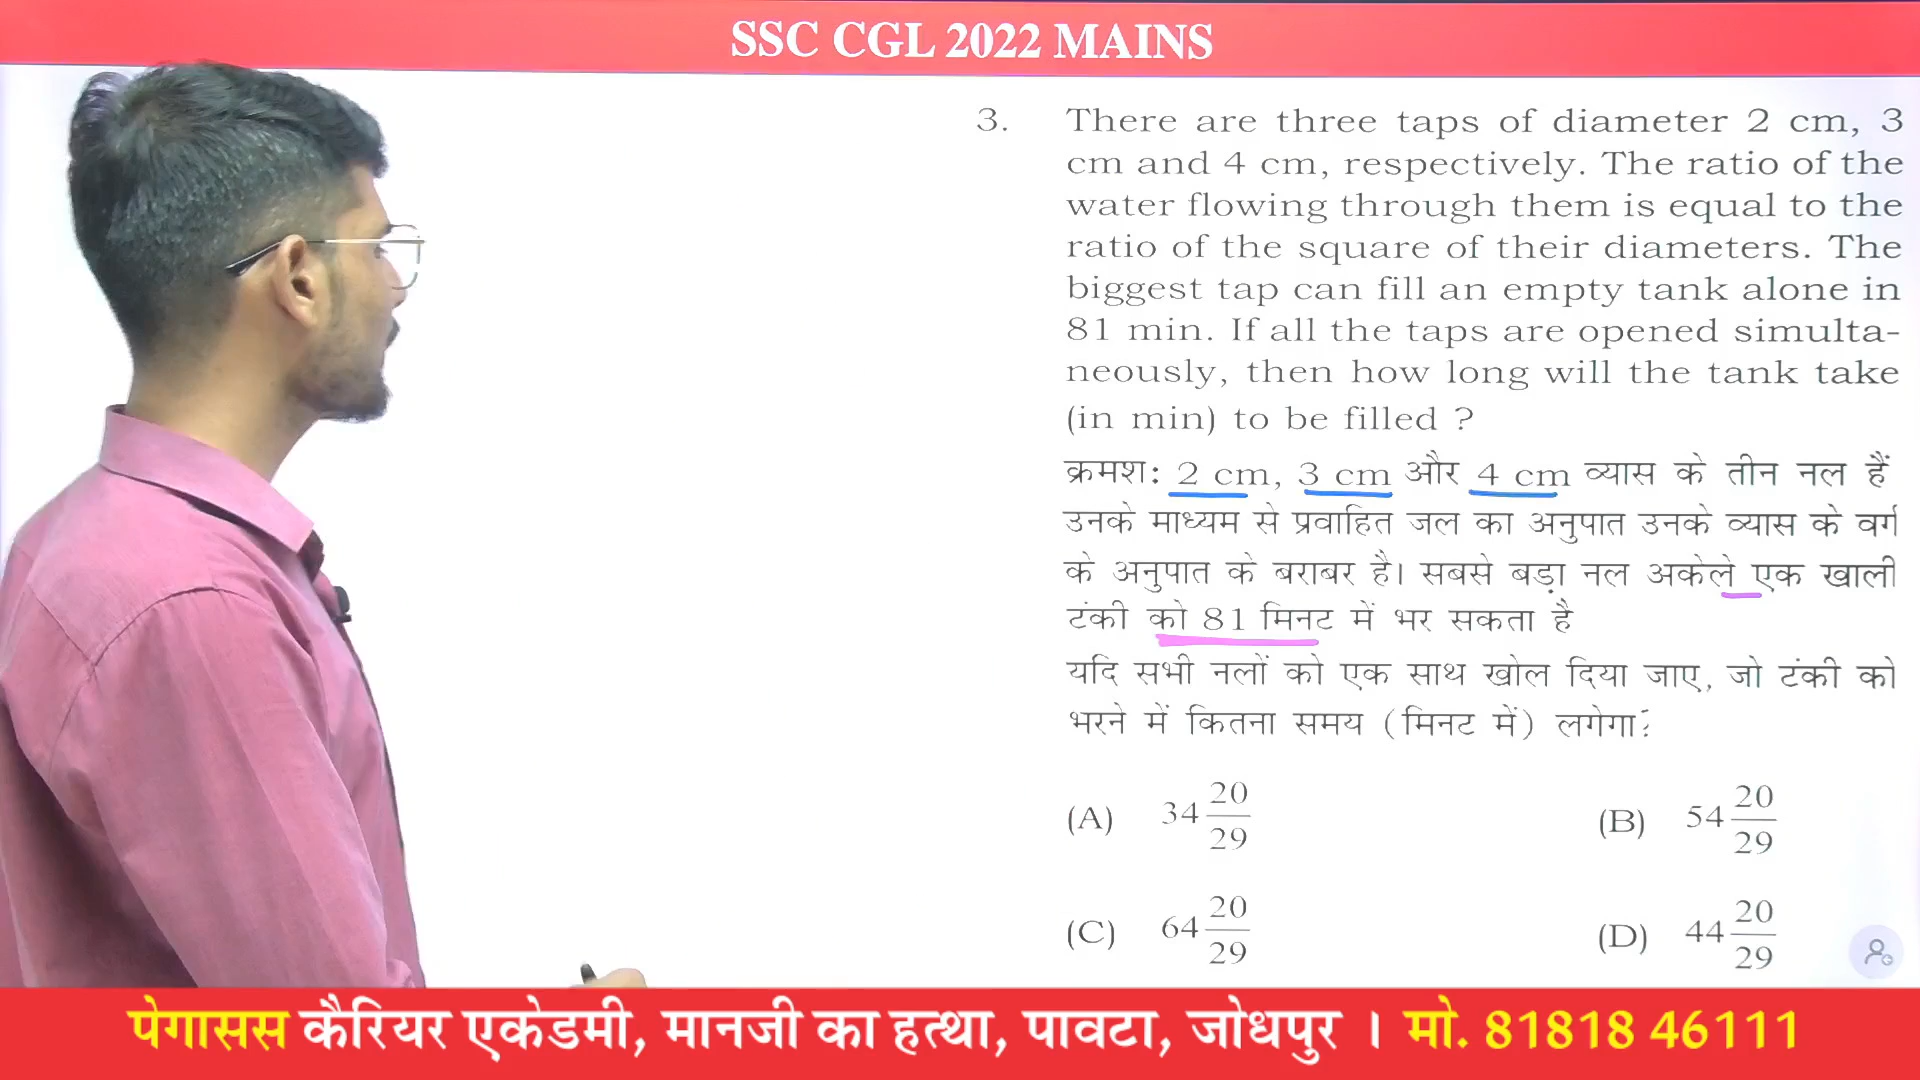 SSC CGL 2022 MAINS
3. There are three taps of diameter 2 cm, 3
cm and 4 cm, respectively. The ratio of the
water flowing through them is equal to the
ratio of the square of their diameters. The
biggest tap can fill an empty tank alone in
81 min. If all the taps are opened simulta-
neously, then how long will the tank take
(in min) to be filled ?
क्रमश: 2 cm, 3 cm और 4 cm व्यास के तीन नल हैं
उनके माध्यम से प्रवाहित जल का अनुपात उनके व्यास के वर्ग
के अनुपात के बराबर है। सबसे बड़ा नल अकेले एक खाली
टंकी को 81 मिनट में भर सकता है
यदि सभी नलों को एक साथ खोल दिया जाए, जो टंकी को
भरने में कितना समय (मिनट में) लगेगा?
(A) 34 20/29 (B) 54 20/29
(C) 64 20/29 (D) 44 20/29
पेगासस कैरियर एकेडमी, मानजी का हत्था, पावटा, जोधपुर । मो. 81818 46111